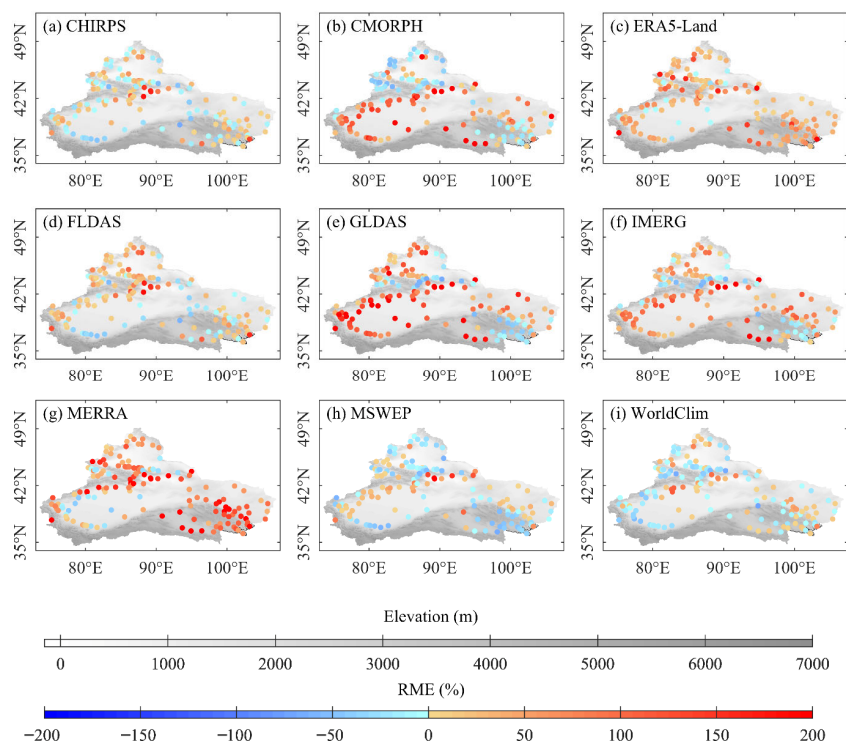 (a) CHIRPS (b) CMORPH (c) ERA5-Land
49°N 49°N 49°N
42°N 42°N 42°N
35°N 35°N 35°N
80°E 90°E 100°E 80°E 90°E 100°E 80°E 90°E 100°E
(d) FLDAS (e) GLDAS (f) IMERG
49°N 49°N 49°N
42°N 42°N 42°N
35°N 35°N 35°N
80°E 90°E 100°E 80°E 90°E 100°E 80°E 90°E 100°E
(g) MERRA (h) MSWEP (i) WorldClim
49°N 49°N 49°N
42°N 42°N 42°N
35°N 35°N 35°N
80°E 90°E 100°E 80°E 90°E 100°E 80°E 90°E 100°E
Elevation (m)
0 1000 2000 3000 4000 5000 6000 7000
RME (%)
−200 −150 −100 −50 0 50 100 150 200